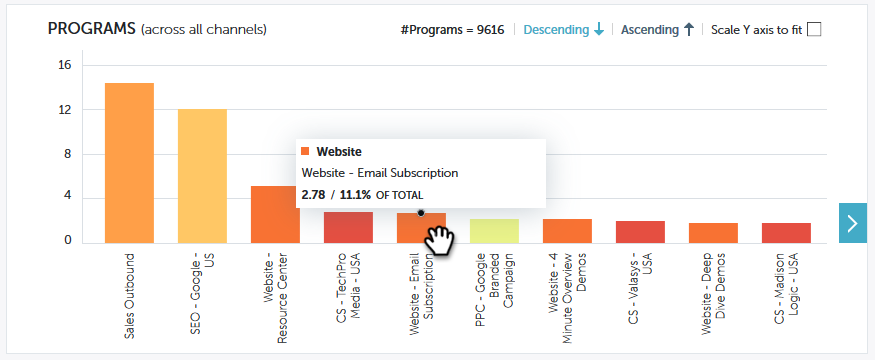 PROGRAMS (across all channels)
#Programs = 9616
Descending
Ascending
Scale Y axis to fit
16
12
8
4
0
Website
Website - Email Subscription
2.78 / 11.1% OF TOTAL
Sales Outbound
SEO - Google -
US
Website -
Resource Center
CS - TechPro
Media - USA
Website - Email
Subscription
PPC - Google
Branded
Campaign
Website - 4
Minute Overview
Demos
CS - Valasys -
USA
Website - Deep
Dive Demos
CS - Madison
Logic - USA